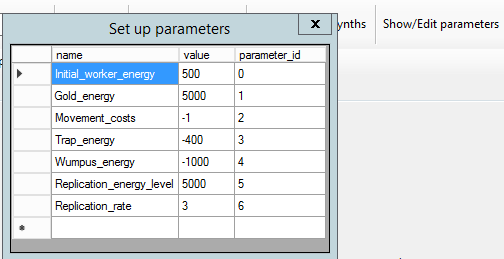 Set up parameters x
ynths Show/Edit parameters
name value parameter_id
Initial_worker_energy 500 0
Gold_energy 5000 1
Movement_costs -1 2
Trap_energy -400 3
Wumpus_energy -1000 4
Replication_energy_level 5000 5
Replication_rate 3 6
*